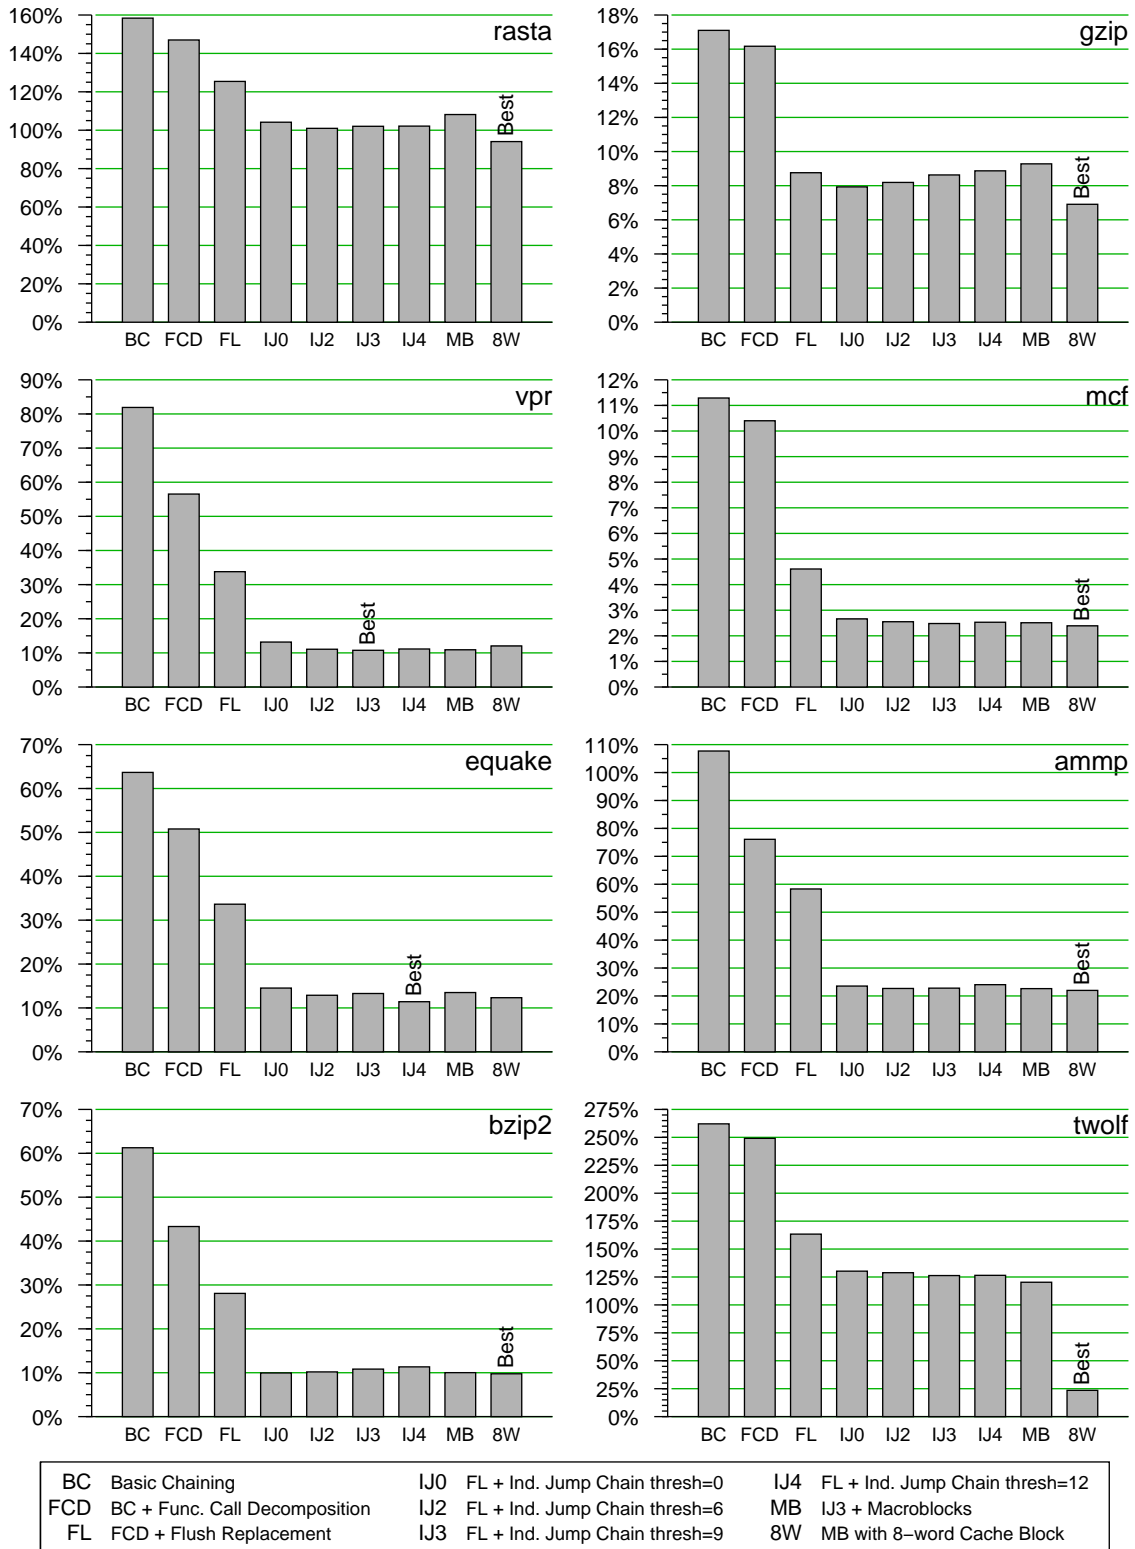 rasta
160%
140%
120%
100%
80%
60%
40%
20%
0%
Best
BC FCD FL IJ0 IJ2 IJ3 IJ4 MB 8W
gzip
18%
16%
14%
12%
10%
8%
6%
4%
2%
0%
Best
BC FCD FL IJ0 IJ2 IJ3 IJ4 MB 8W
vpr
90%
80%
70%
60%
50%
40%
30%
20%
10%
0%
Best
BC FCD FL IJ0 IJ2 IJ3 IJ4 MB 8W
mcf
12%
11%
10%
9%
8%
7%
6%
5%
4%
3%
2%
1%
0%
Best
BC FCD FL IJ0 IJ2 IJ3 IJ4 MB 8W
equake
70%
60%
50%
40%
30%
20%
10%
0%
Best
BC FCD FL IJ0 IJ2 IJ3 IJ4 MB 8W
ammp
110%
100%
90%
80%
70%
60%
50%
40%
30%
20%
10%
0%
Best
BC FCD FL IJ0 IJ2 IJ3 IJ4 MB 8W
bzip2
70%
60%
50%
40%
30%
20%
10%
0%
Best
BC FCD FL IJ0 IJ2 IJ3 IJ4 MB 8W
twolf
275%
250%
225%
200%
175%
150%
125%
100%
75%
50%
25%
0%
Best
BC FCD FL IJ0 IJ2 IJ3 IJ4 MB 8W
BC Basic Chaining
FCD BC + Func. Call Decomposition
FL FCD + Flush Replacement
IJ0 FL + Ind. Jump Chain thresh=0
IJ2 FL + Ind. Jump Chain thresh=6
IJ3 FL + Ind. Jump Chain thresh=9
IJ4 FL + Ind. Jump Chain thresh=12
MB IJ3 + Macroblocks
8W MB with 8−word Cache Block